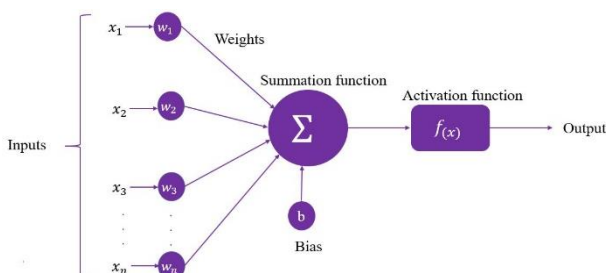 x₁
w₁
Weights
Summation function
Activation function
x₂
w₂
Σ
f(x)
Output
Inputs
x₃
w₃
b
Bias
xₙ
wₙ